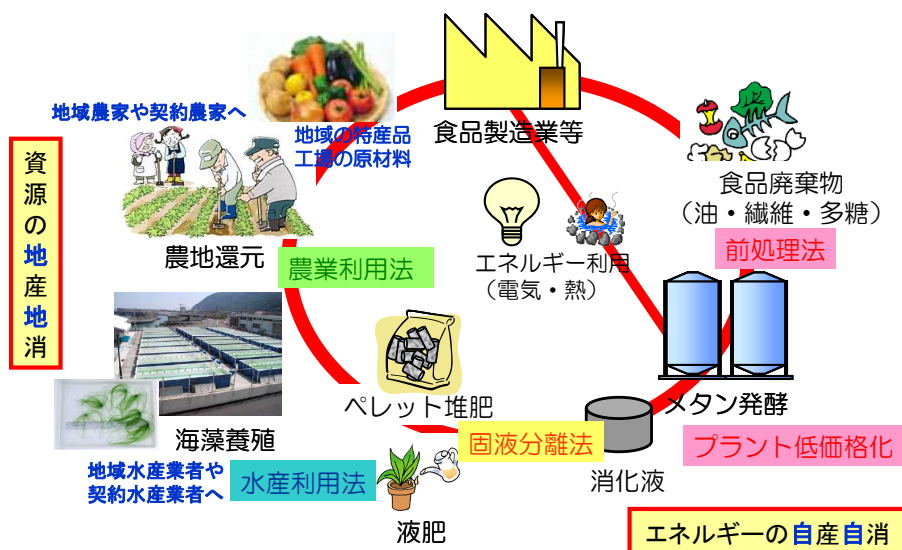 食品製造業等
地域農家や契約農家へ
地域の特産品
工場の原材料
食品廃棄物
（油・繊維・多糖）
前処理法
資源の地産地消
農地還元
農業利用法
エネルギー利用
（電気・熱）
メタン発酵
プラント低価格化
ペレット堆肥
固液分離法
消化液
海藻養殖
地域水産業者や
契約水産業者へ
水産利用法
液肥
エネルギーの自産自消